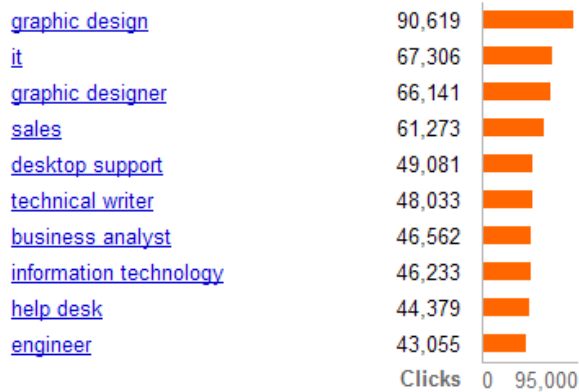 graphic design 90,619
it 67,306
graphic designer 66,141
sales 61,273
desktop support 49,081
technical writer 48,033
business analyst 46,562
information technology 46,233
help desk 44,379
engineer 43,055
Clicks 0 95,000